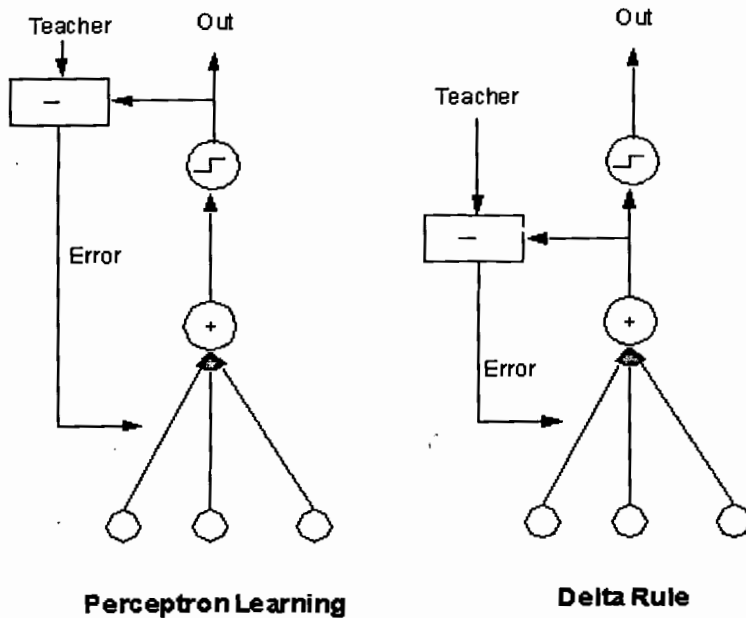 Teacher
Out
−
Error
+
Perceptron Learning
Out
Teacher
−
Error
+
Delta Rule